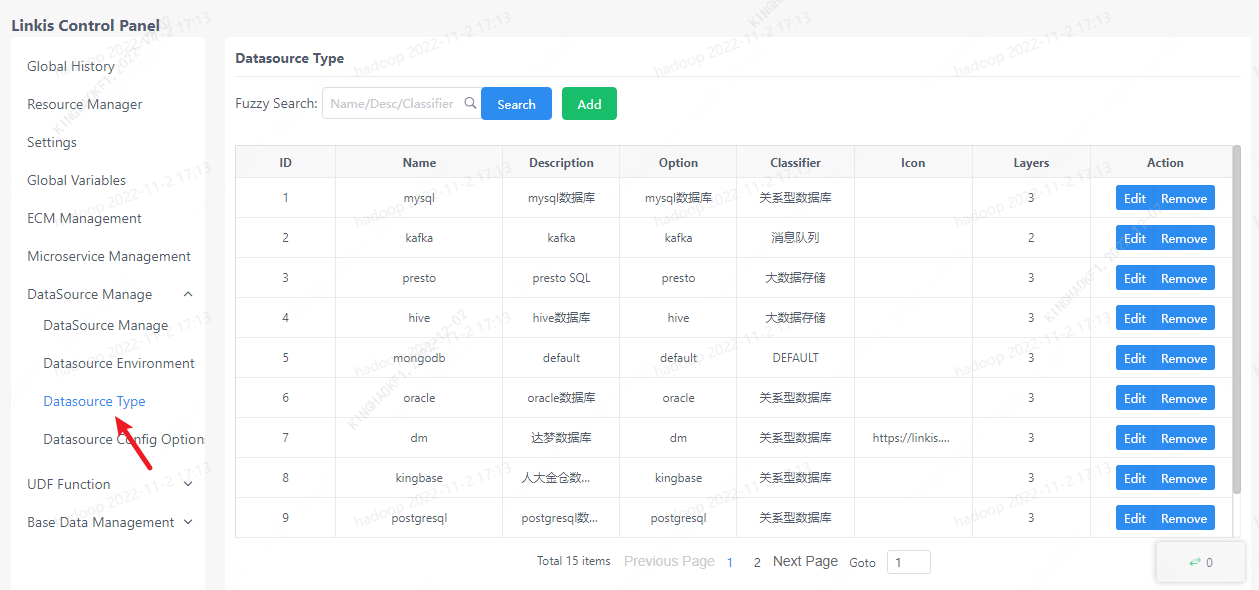 Linkis Control Panel
Global History
Resource Manager
Settings
Global Variables
ECM Management
Microservice Management
DataSource Manage
DataSource Manage
Datasource Environment
Datasource Type
Datasource Config Option
UDF Function
Base Data Management
Datasource Type
Fuzzy Search: Name/Desc/Classifier Search Add
ID Name Description Option Classifier Icon Layers Action
1 mysql mysql数据库 mysql数据库 关系型数据库 3 Edit Remove
2 kafka kafka kafka 消息队列 2 Edit Remove
3 presto presto SQL presto 大数据存储 3 Edit Remove
4 hive hive数据库 hive 大数据存储 3 Edit Remove
5 mongodb default default DEFAULT 3 Edit Remove
6 oracle oracle数据库 oracle 关系型数据库 3 Edit Remove
7 dm 达梦数据库 dm 关系型数据库 https://linkis.... 3 Edit Remove
8 kingbase 人大金仓数... kingbase 关系型数据库 3 Edit Remove
9 postgresql postgresql数... postgresql 关系型数据库 3 Edit Remove
Total 15 items Previous Page 1 2 Next Page Goto 1
0
hadoop 2022-11-2 17:13